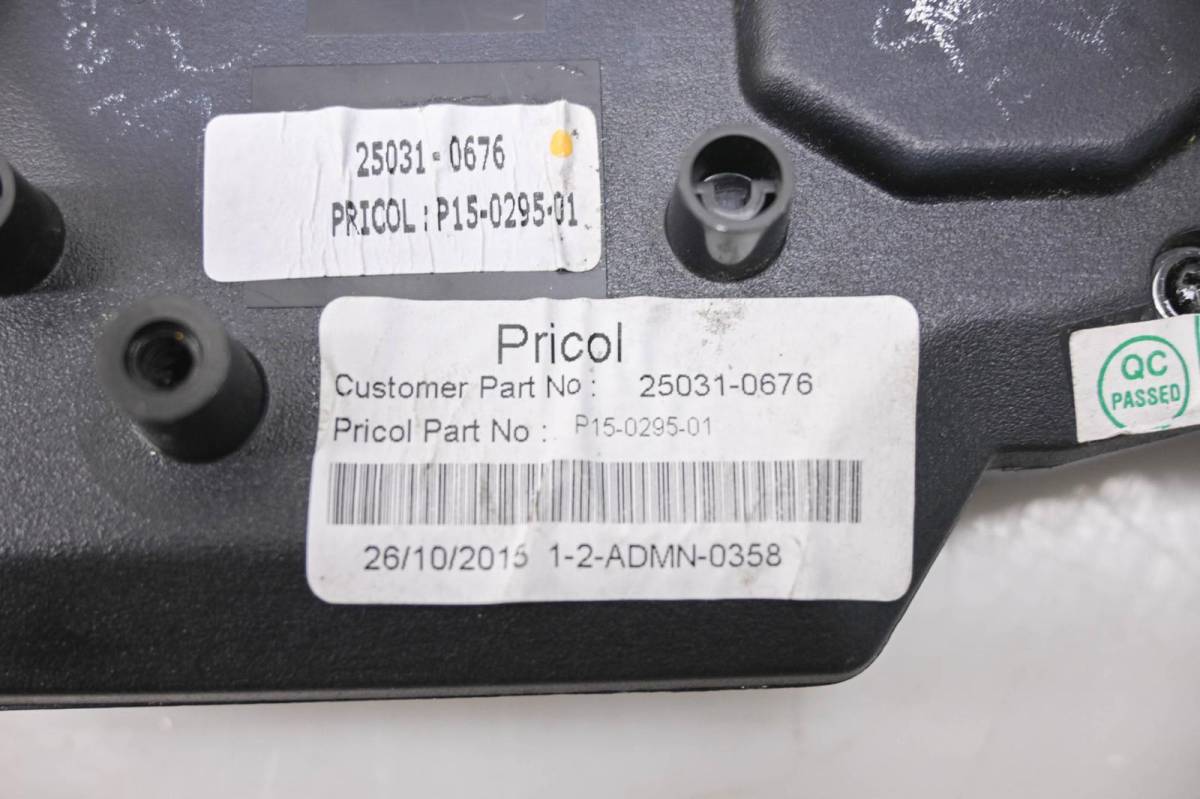 25031-0676
PRICOL:P15-0295-01
Pricol
Customer Part No : 25031-0676
Pricol Part No : P15-0295-01
26/10/2015 1-2-ADMN-0358
QC
PASSED